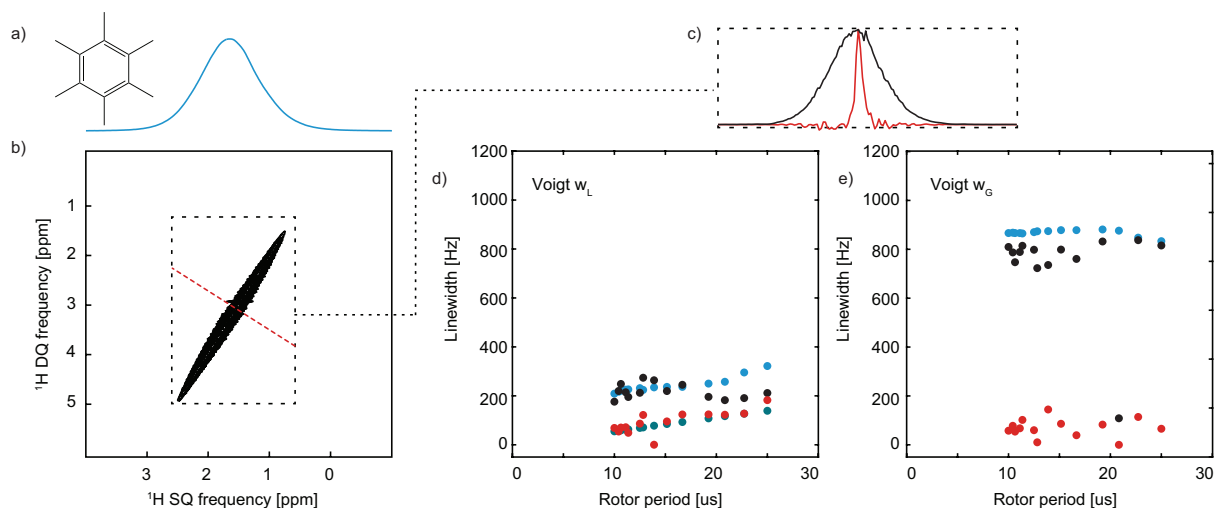 a)
c)
b)
1
2
3
4
5
¹H DQ frequency [ppm]
3
2
1
0
¹H SQ frequency [ppm]
d)
Voigt w_L
1200
1000
800
600
400
200
0
Linewidth [Hz]
0
10
20
30
Rotor period [us]
e)
Voigt w_G
1200
1000
800
600
400
200
0
Linewidth [Hz]
0
10
20
30
Rotor period [us]